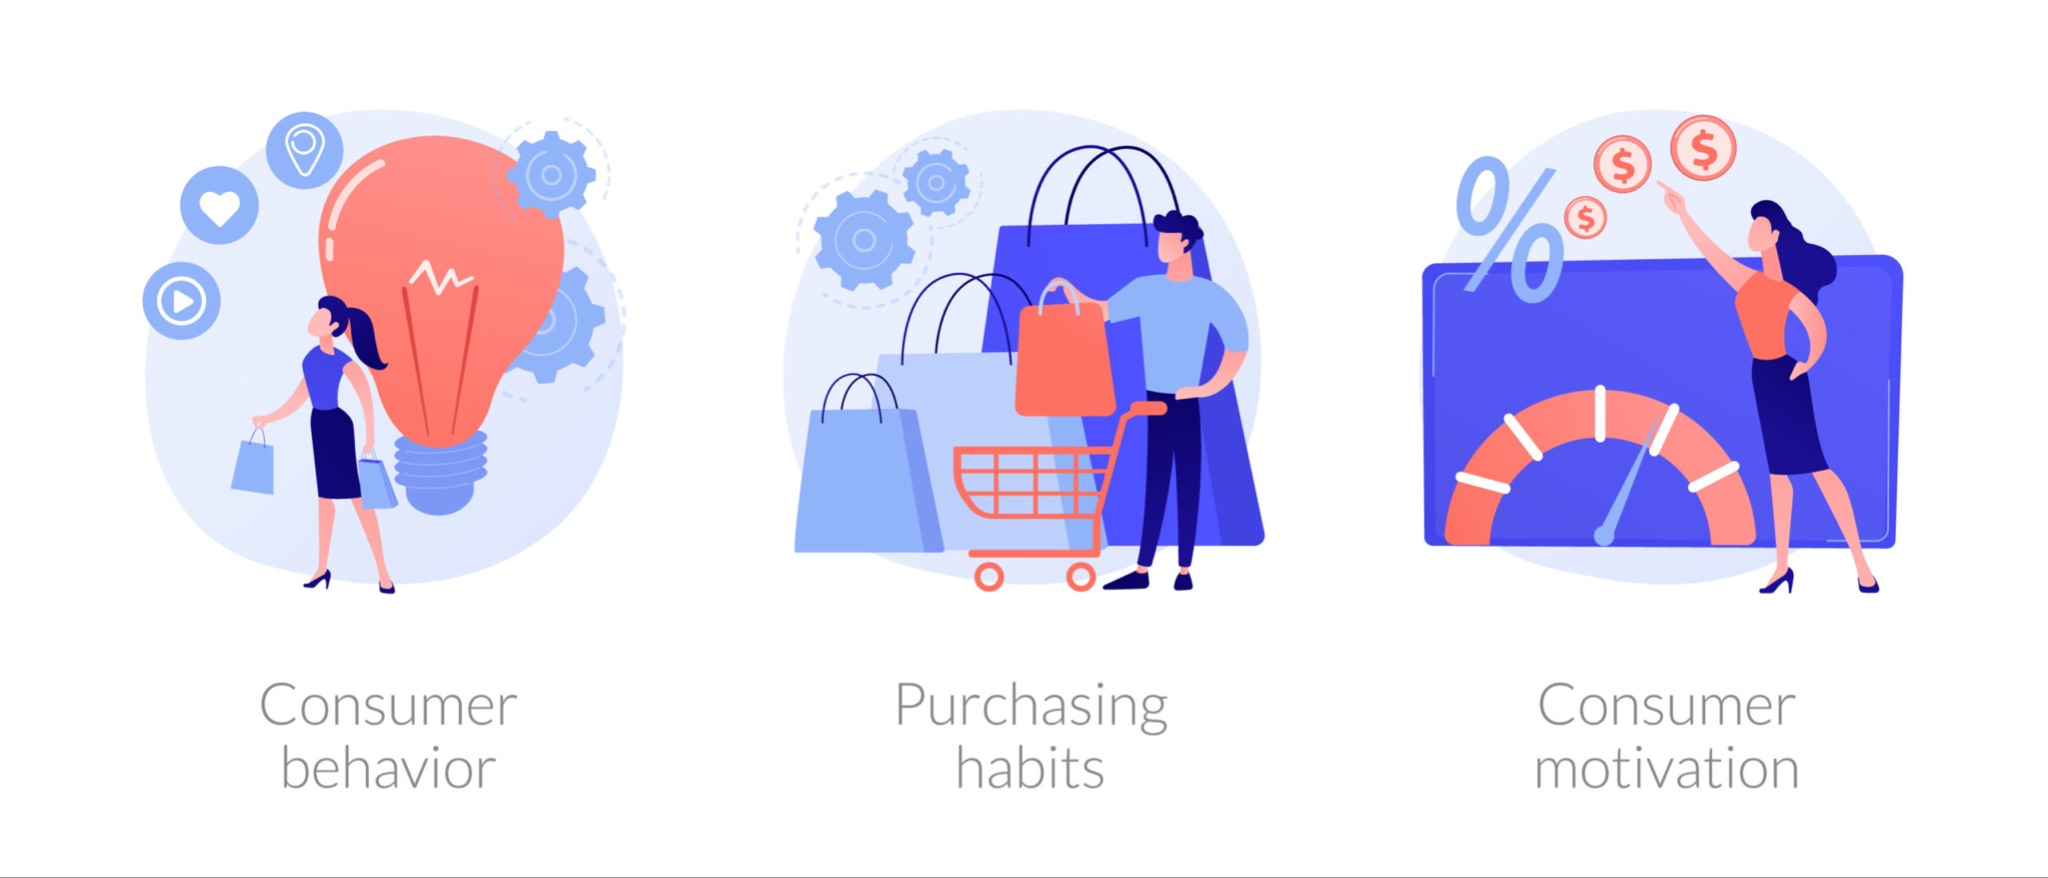 %
$
$
$
Consumer
behavior
Purchasing
habits
Consumer
motivation